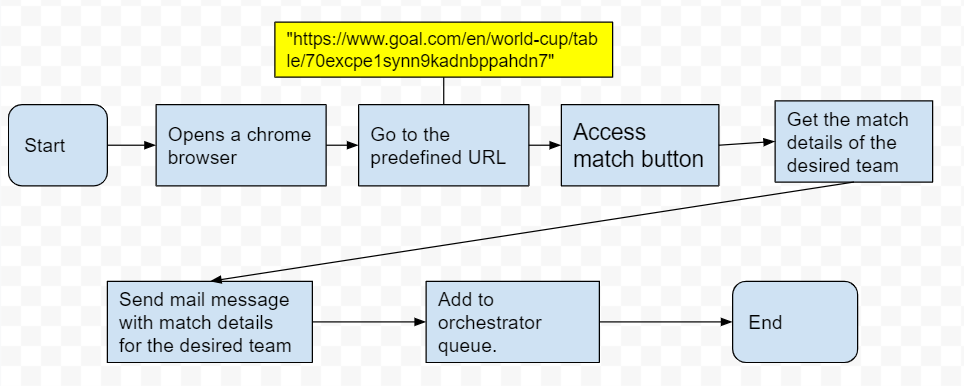 "https://www.goal.com/en/world-cup/tab
le/70excpe1synn9kadnbppahdn7"
Start
Opens a chrome
browser
Go to the
predefined URL
Access
match button
Get the match
details of the
desired team
Send mail message
with match details
for the desired team
Add to
orchestrator
queue.
End